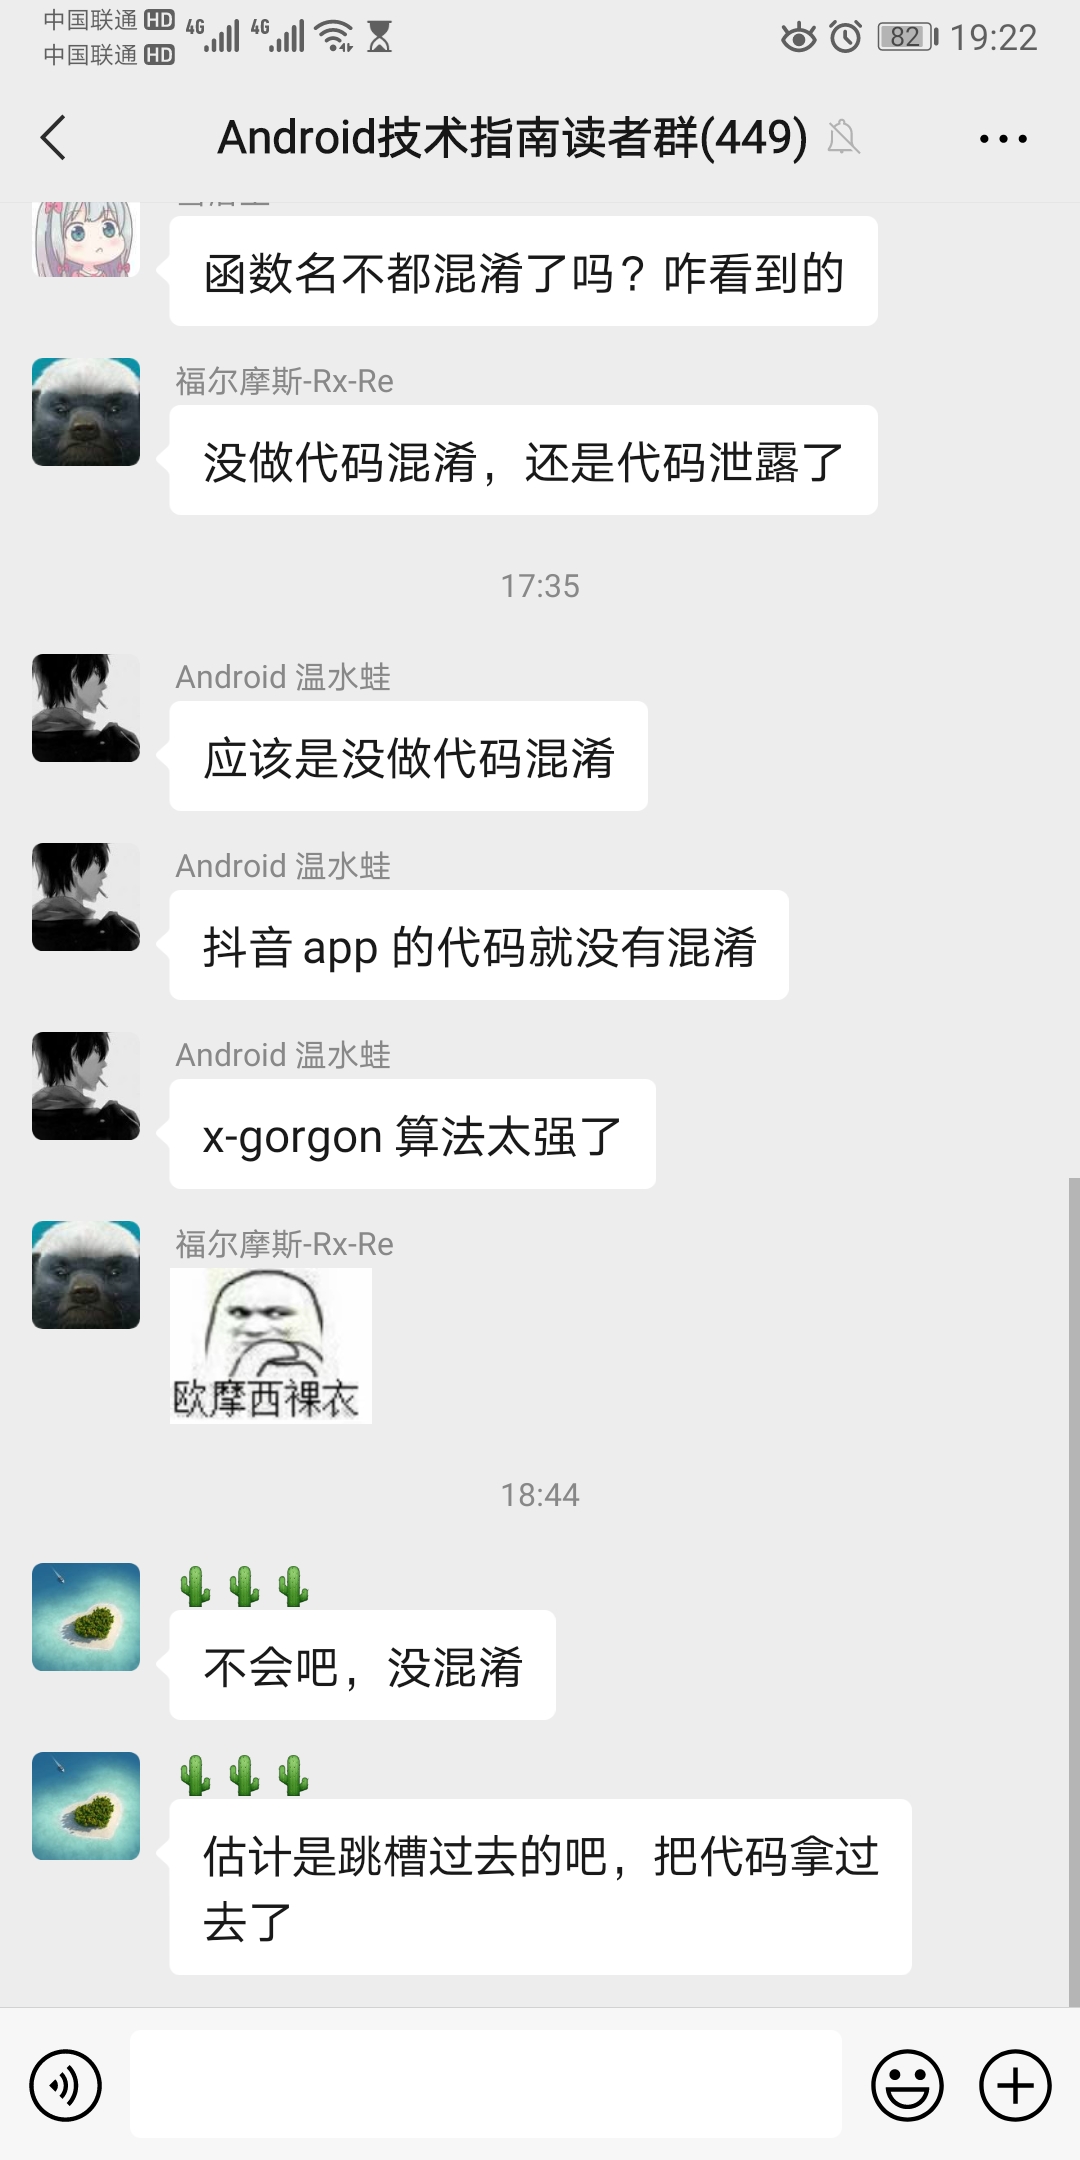 中国联通 HD 4G 4G 82 19:22
中国联通 HD
Android技术指南读者群(449)
函数名不都混淆了吗？咋看到的
福尔摩斯-Rx-Re
没做代码混淆，还是代码泄露了
17:35
Android 温水蛙
应该是没做代码混淆
Android 温水蛙
抖音 app 的代码就没有混淆
Android 温水蛙
x-gorgon 算法太强了
福尔摩斯-Rx-Re
欧摩西裸衣
18:44
🌵 🌵 🌵
不会吧，没混淆
🌵 🌵 🌵
估计是跳槽过去的吧，把代码拿过
去了